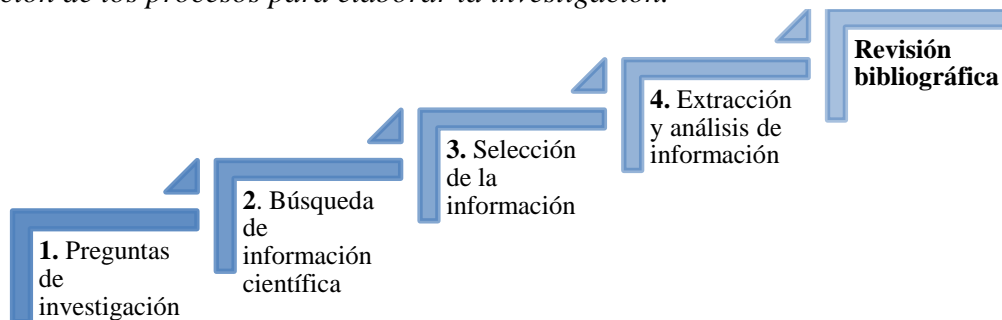 ción de los procesos para elaborar la investigación.
1. Preguntas
de
investigación
2. Búsqueda
de
información
científica
3. Selección
de la
información
4. Extracción
y análisis de
información
Revisión
bibliográfica